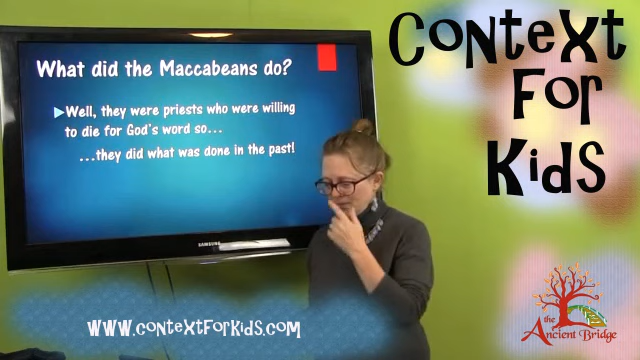 What did the Maccabeans do?
Well, they were priests who were willing
to die for God's word so...
...they did what was done in the past!
SAMSUNG
CoNteXt
For
KidS
www.contextforkids.com
the
Ancient Bridge